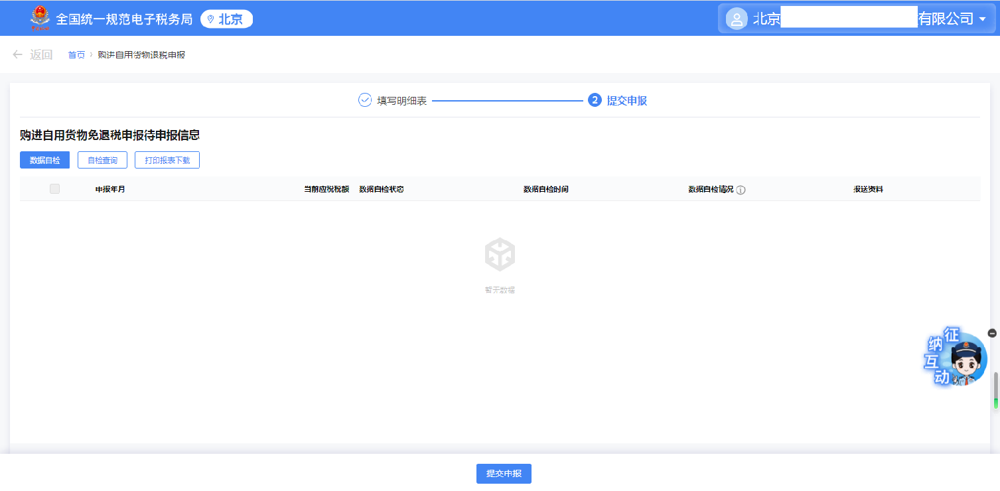 全国统一规范电子税务局 北京 北京 有限公司
返回 首页 › 购进自用货物退税申报
填写明细表 2 提交申报
购进自用货物免退税申报待申报信息
数据自检 自检查询 打印报表下载
申报年月 当前应税税额 数据自检状态 数据自检时间 数据自检情况 报送资料
暂无数据
征纳互动
提交申报